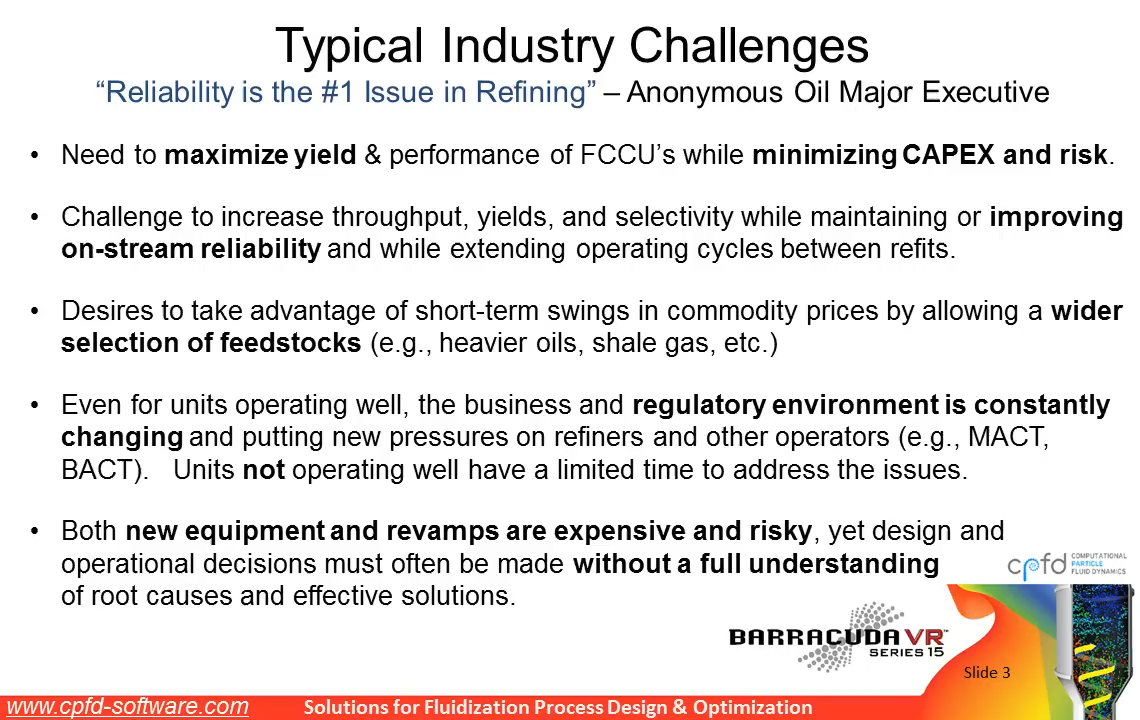 Typical Industry Challenges
“Reliability is the #1 Issue in Refining” – Anonymous Oil Major Executive
• Need to maximize yield & performance of FCCU’s while minimizing CAPEX and risk.
• Challenge to increase throughput, yields, and selectivity while maintaining or improving
on-stream reliability and while extending operating cycles between refits.
• Desires to take advantage of short-term swings in commodity prices by allowing a wider
selection of feedstocks (e.g., heavier oils, shale gas, etc.)
• Even for units operating well, the business and regulatory environment is constantly
changing and putting new pressures on refiners and other operators (e.g., MACT,
BACT).   Units not operating well have a limited time to address the issues.
• Both new equipment and revamps are expensive and risky, yet design and
operational decisions must often be made without a full understanding
of root causes and effective solutions.
cpfd COMPUTATIONAL
PARTICLE
FLUID DYNAMICS
BARRACUDA VR™
SERIES 15
Slide 3
www.cpfd-software.com Solutions for Fluidization Process Design & Optimization